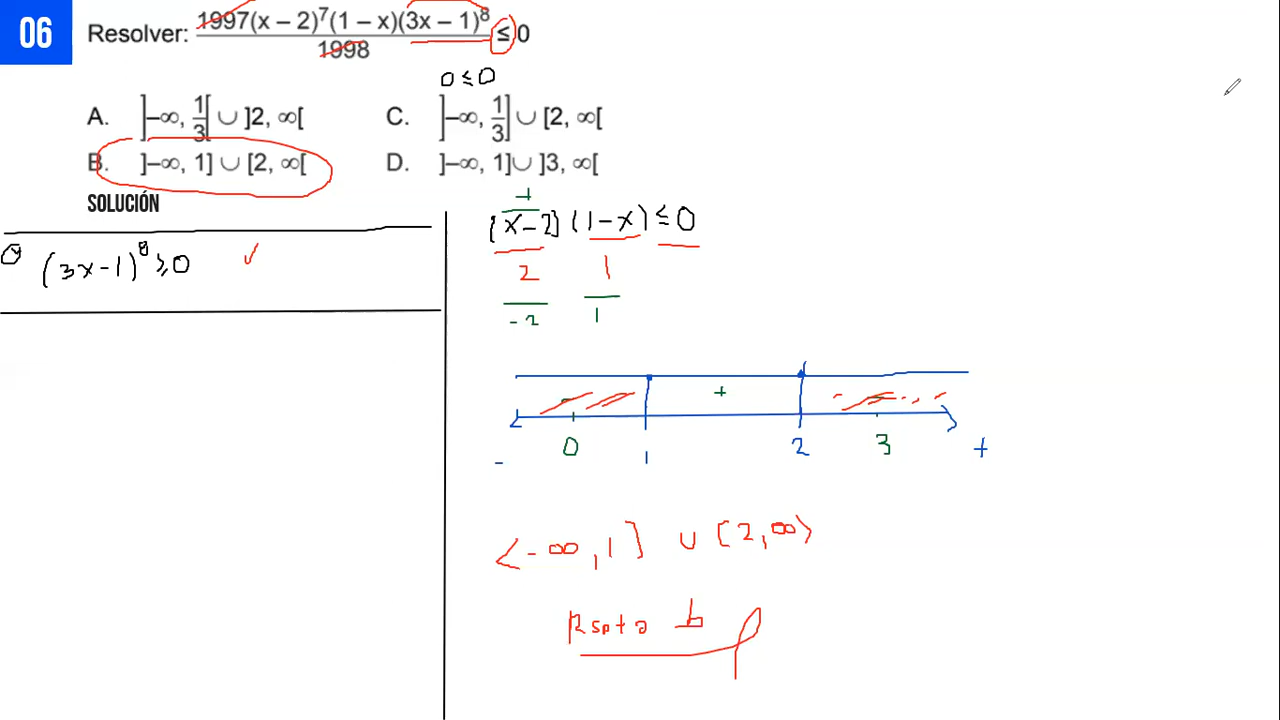 06 Resolver: 1997(x – 2)⁷(1 – x)(3x – 1)⁸ / 1998 ≤ 0
0 ≤ 0
A. ]–∞, 1/3[ ∪ ]2, ∞[ C. ]–∞, 1/3] ∪ [2, ∞[
B. ]–∞, 1] ∪ [2, ∞[ D. ]–∞, 1]∪ ]3, ∞[
SOLUCIÓN
(3x-1)⁸ ≥ 0 ✓
+
(x-2) (1-x) ≤ 0
2 1
-2 1
- + -
0 1 2 3
- +
<-∞, 1] ∪ [2, ∞>
Rspta b